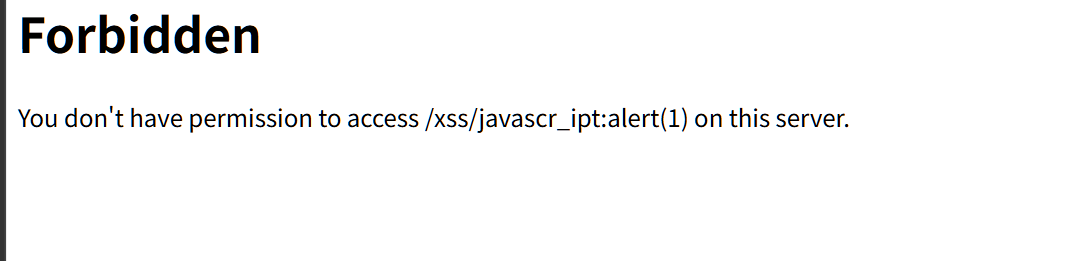 Forbidden
You don't have permission to access /xss/javascr_ipt:alert(1) on this server.